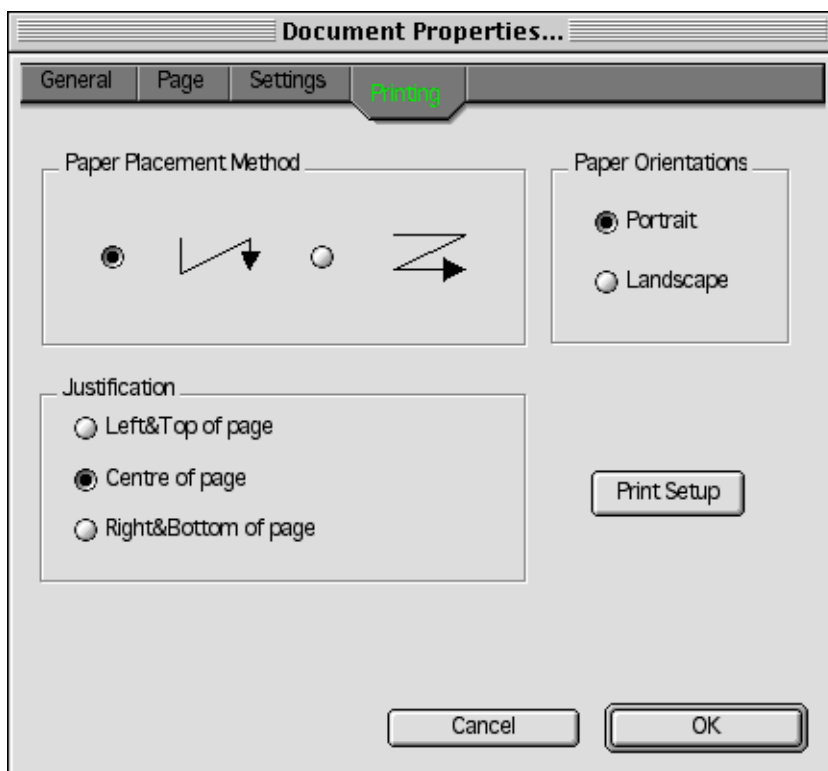 Document Properties...
General Page Settings Printing
Paper Placement Method
Paper Orientations
Portrait
Landscape
Justification
Left&Top of page
Centre of page
Right&Bottom of page
Print Setup
Cancel OK